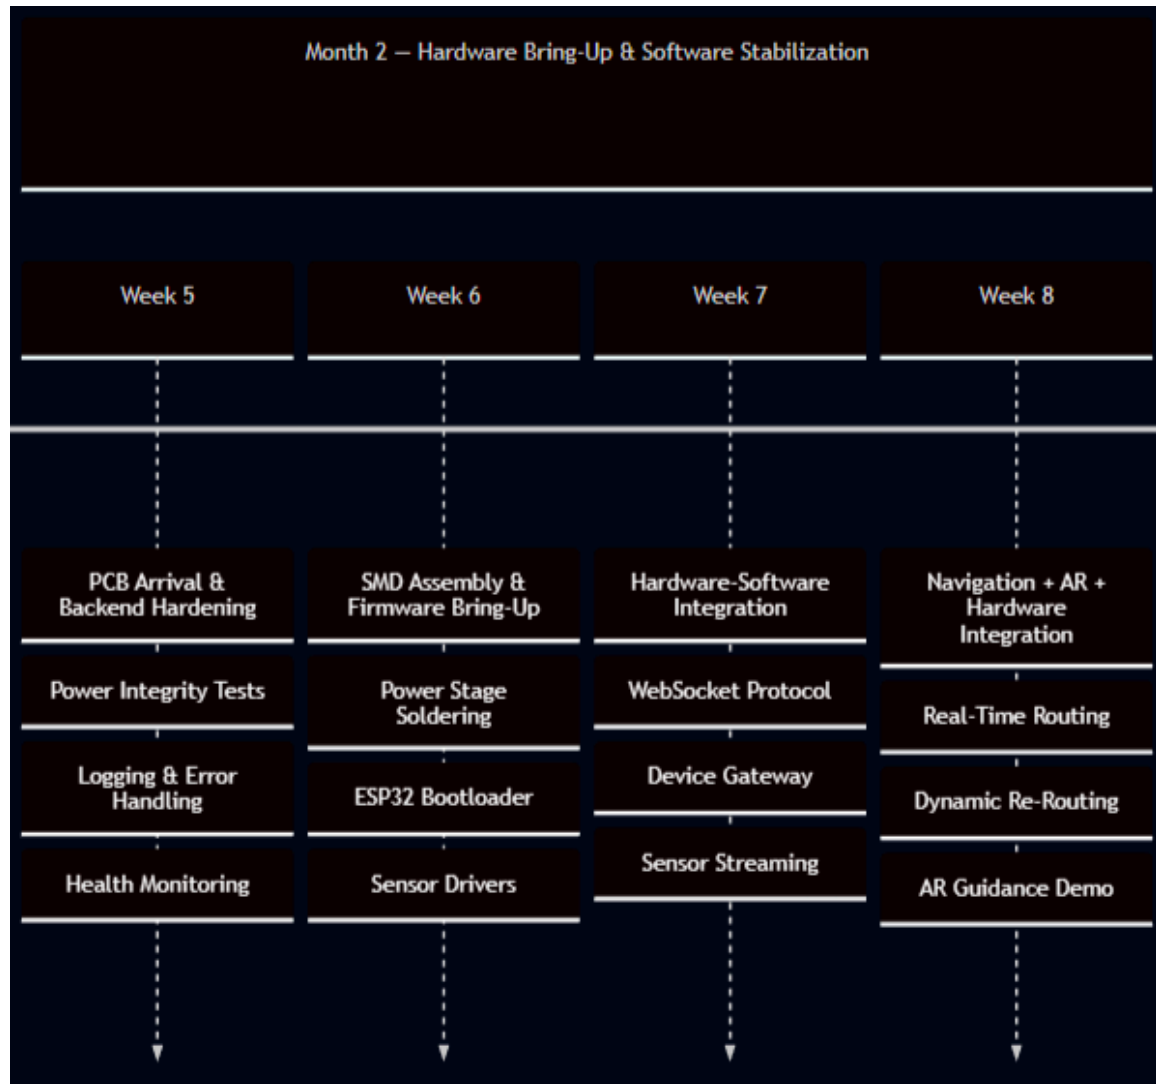 Month 2 — Hardware Bring-Up & Software Stabilization
Week 5
Week 6
Week 7
Week 8
PCB Arrival &
Backend Hardening
Power Integrity Tests
Logging & Error
Handling
Health Monitoring
SMD Assembly &
Firmware Bring-Up
Power Stage
Soldering
ESP32 Bootloader
Sensor Drivers
Hardware-Software
Integration
WebSocket Protocol
Device Gateway
Sensor Streaming
Navigation + AR +
Hardware
Integration
Real-Time Routing
Dynamic Re-Routing
AR Guidance Demo